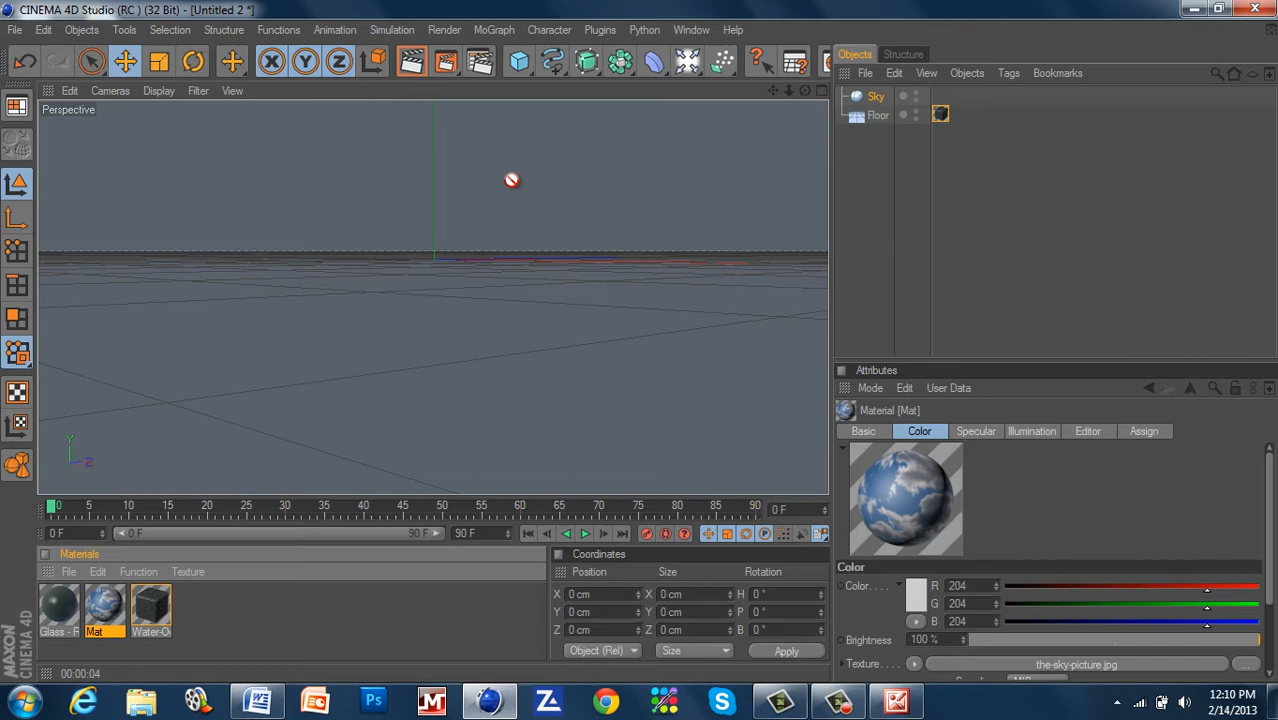 CINEMA 4D Studio (RC ) (32 Bit) - [Untitled 2 *]
File Edit Objects Tools Selection Structure Functions Animation Simulation Render MoGraph Character Plugins Python Window Help
X Y Z
Objects Structure
File Edit View Objects Tags Bookmarks
Edit Cameras Display Filter View
Perspective
Sky
Floor
Y
Z
Attributes
Mode Edit User Data
Material [Mat]
Basic Color Specular Illumination Editor Assign
0 5 10 15 20 25 30 35 40 45 50 55 60 65 70 75 80 85 90 0 F
0 F 0 F 90 F 90 F
Materials
File Edit Function Texture
Glass - F Mat Water-O
Coordinates
Position Size Rotation
X 0 cm X 0 cm H 0 °
Y 0 cm Y 0 cm P 0 °
Z 0 cm Z 0 cm B 0 °
Object (Rel) Size Apply
Color
Color. . . . R 204
G 204
B 204
Brightness 100 %
Texture. . . . . the-sky-picture.jpg ...
MAXON
CINEMA 4D
00:00:04
12:10 PM
2/14/2013